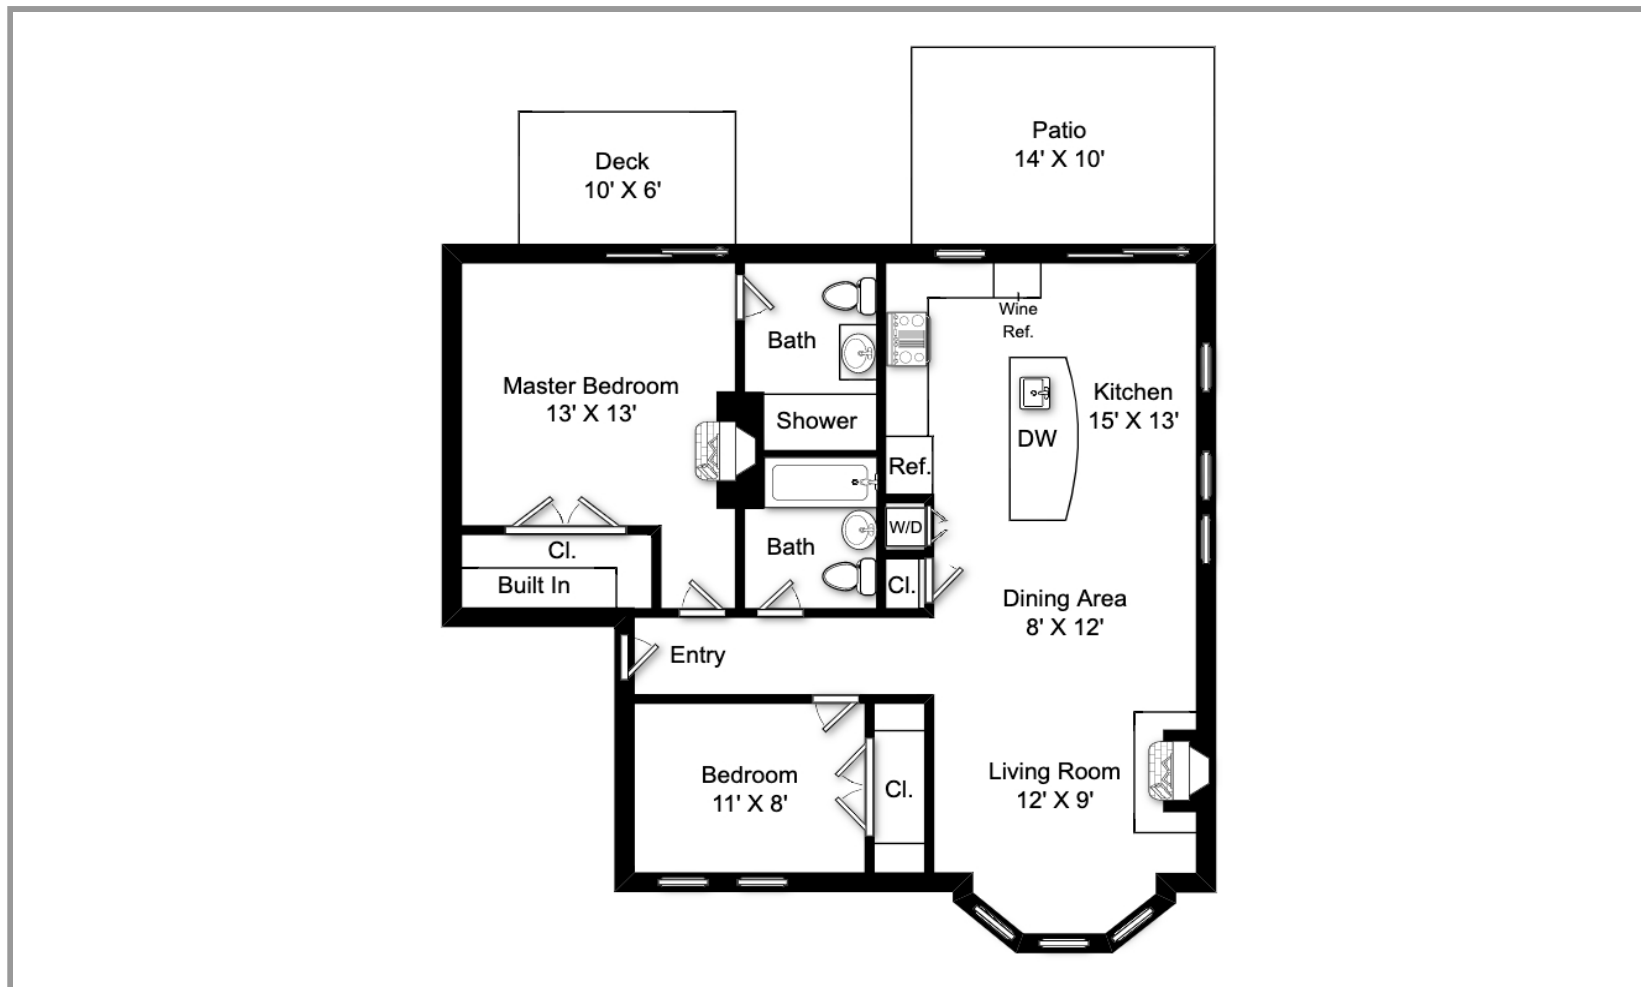 Patio
14' X 10'
Deck
10' X 6'
Wine
Ref.
Bath
Master Bedroom
13' X 13'
Kitchen
15' X 13'
Shower
DW
Ref.
W/D
Cl.
Bath
Built In
Cl.
Dining Area
8' X 12'
Entry
Living Room
12' X 9'
Bedroom
11' X 8'
Cl.